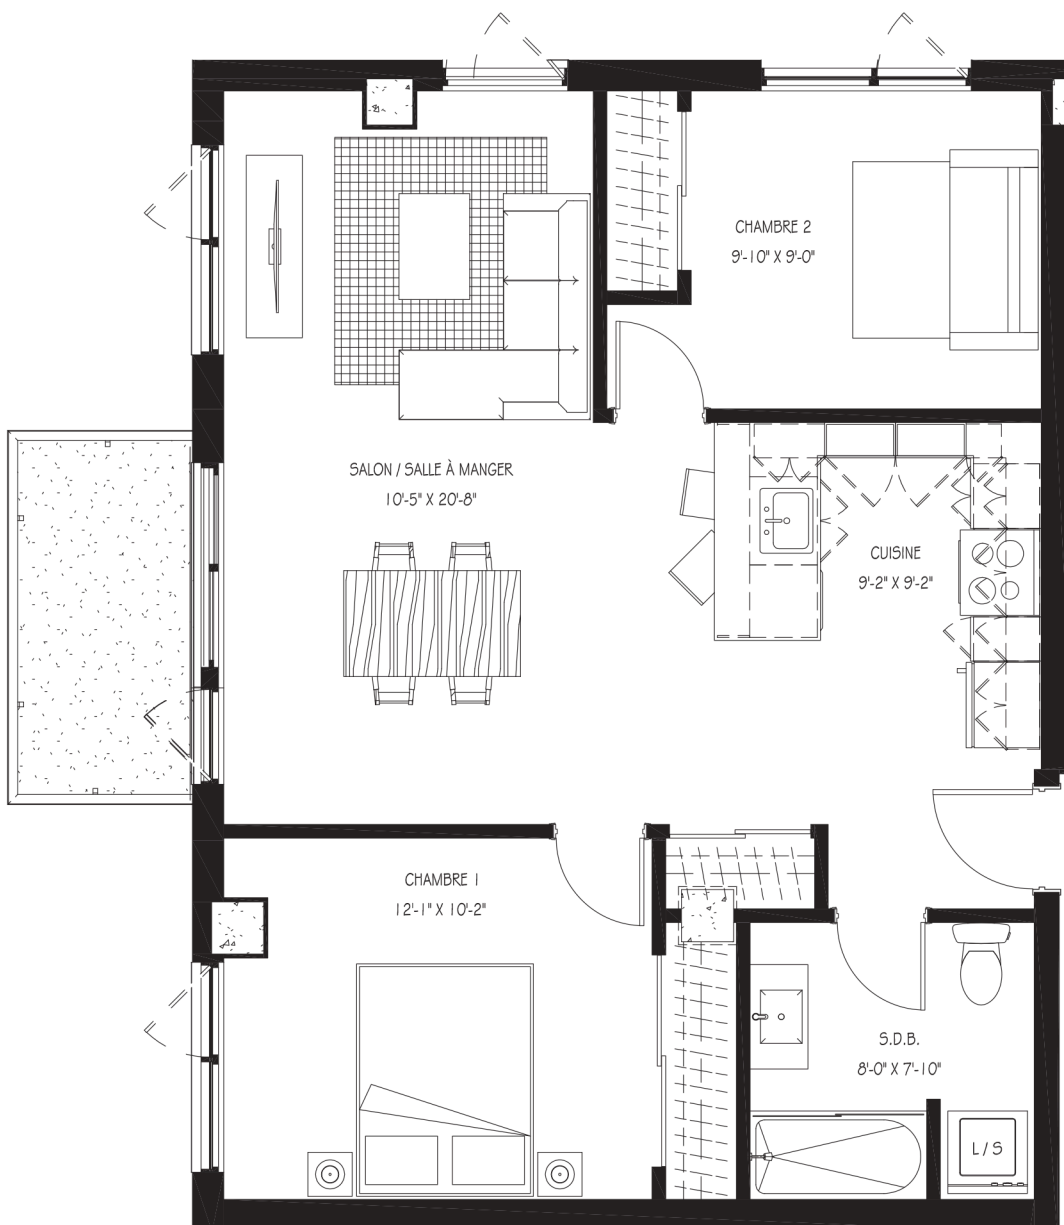 CHAMBRE 2
9'-10" X 9'-0"
SALON / SALLE À MANGER
10'-5" X 20'-8"
CUISINE
9'-2" X 9'-2"
CHAMBRE 1
12'-1" X 10'-2"
S.D.B.
8'-0" X 7'-10"
L / S